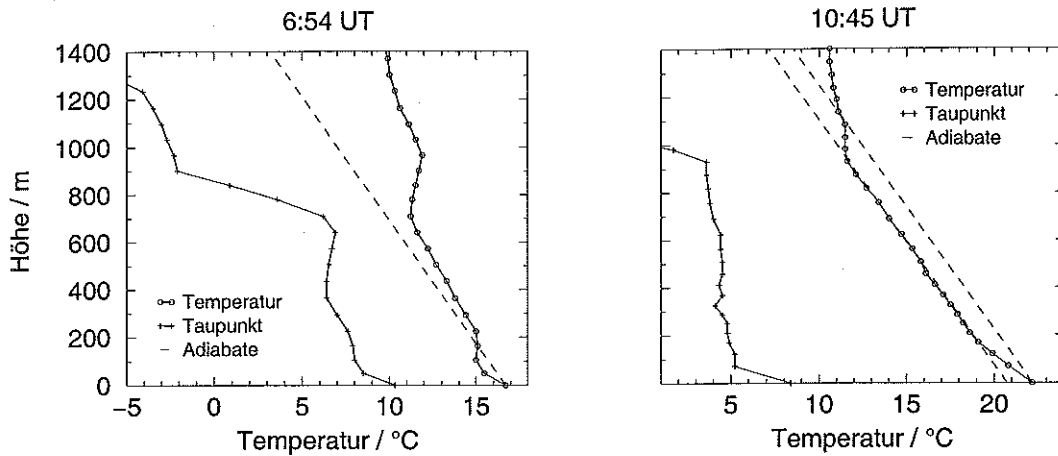 6:54 UT
1400
1200
1000
800
600
400
200
0
Höhe / m
Temperatur
Taupunkt
Adiabate
−5
0
5
10
15
Temperatur / °C
10:45 UT
Temperatur
Taupunkt
Adiabate
5
10
15
20
Temperatur / °C